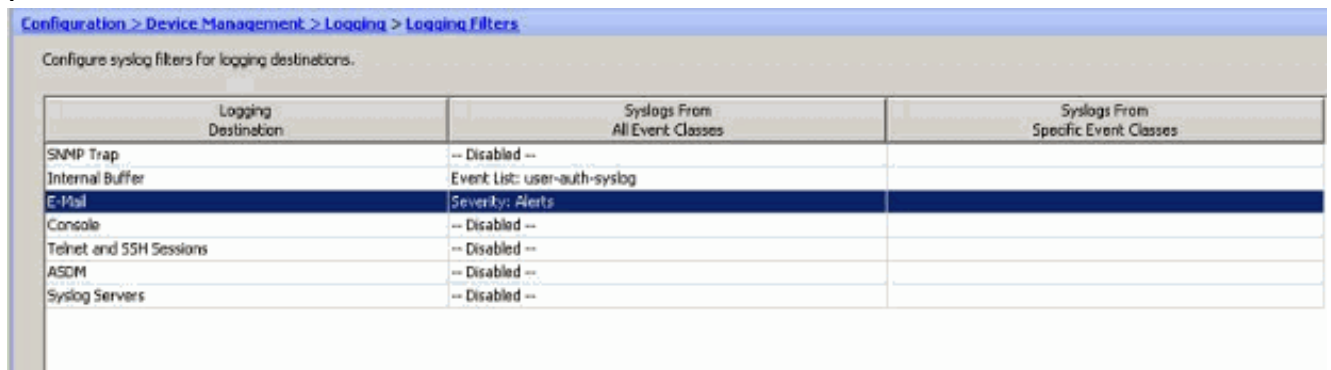 Configuration > Device Management > Logging > Logging Filters
Configure syslog filters for logging destinations.
Logging Destination Syslogs From All Event Classes Syslogs From Specific Event Classes
SNMP Trap -- Disabled --
Internal Buffer Event List: user-auth-syslog
E-Mail Severity: Alerts
Console -- Disabled --
Telnet and SSH Sessions -- Disabled --
ASDM -- Disabled --
Syslog Servers -- Disabled --